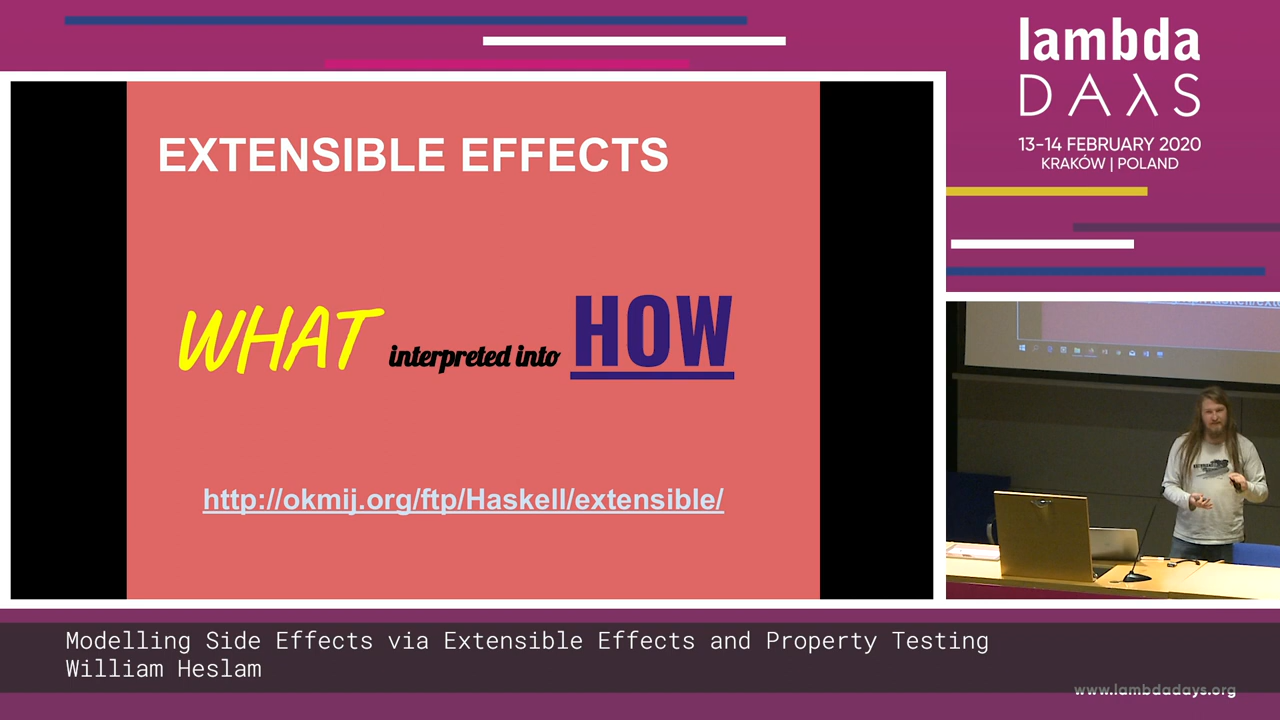 lambda
DAλS
13-14 FEBRUARY 2020
KRAKÓW | POLAND
EXTENSIBLE EFFECTS
WHAT interpreted into HOW
http://okmij.org/ftp/Haskell/extensible/
Modelling Side Effects via Extensible Effects and Property Testing
William Heslam
www.lambdadays.org